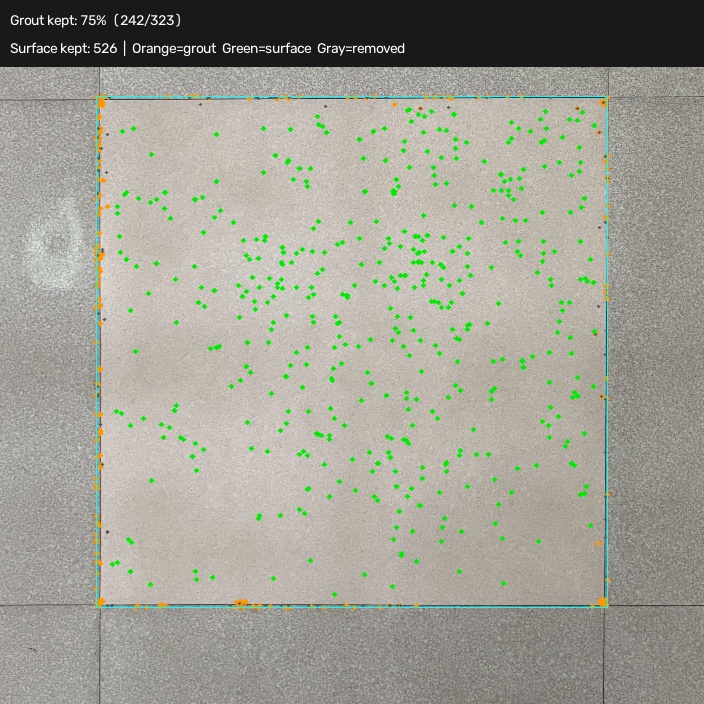 Grout kept: 75%  (242/323)
Surface kept: 526  |  Orange=grout  Green=surface  Gray=removed